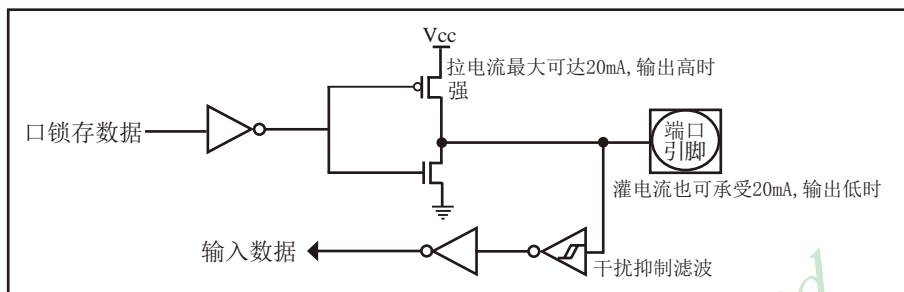 Vcc
拉电流最大可达20mA,输出高时
强
口锁存数据
端口
引脚
灌电流也可承受20mA,输出低时
输入数据
干扰抑制滤波